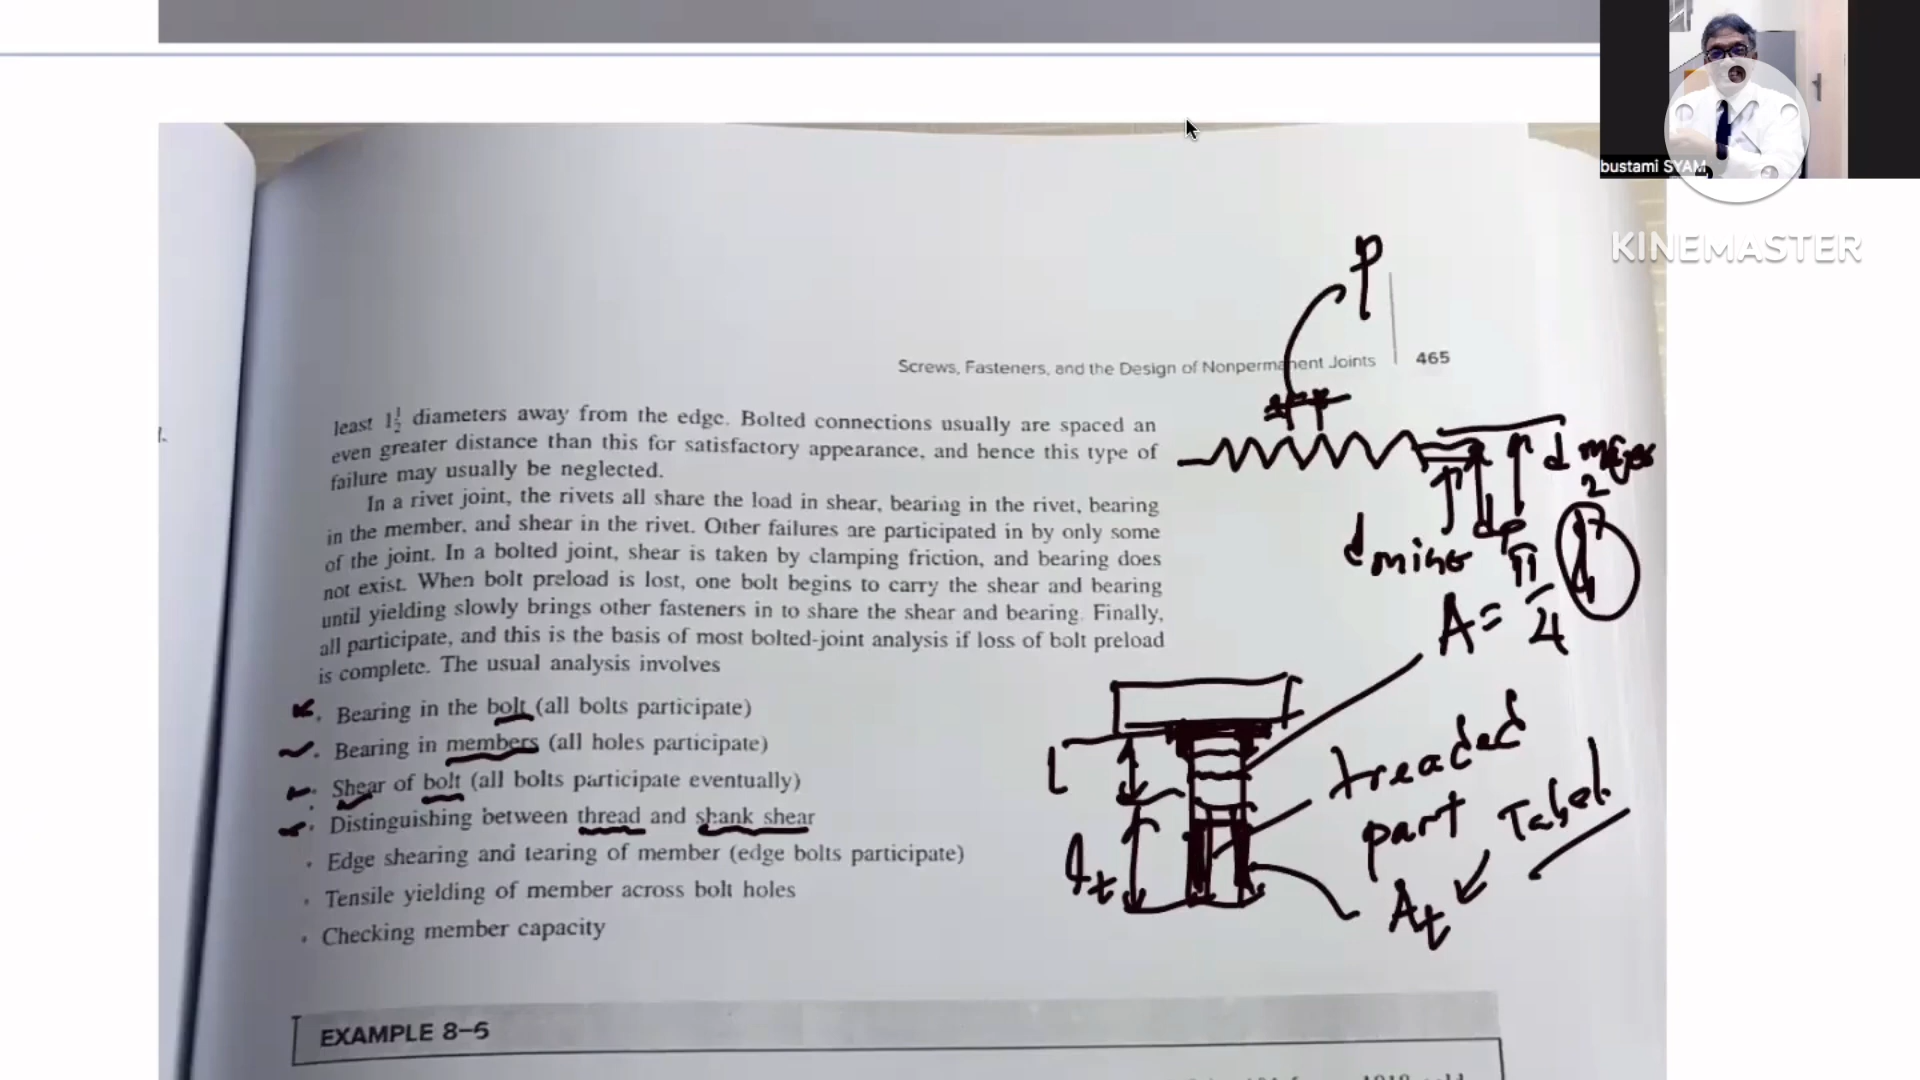 bustami SYAM
KINEMASTER
p
Screws, Fasteners, and the Design of Nonpermanent Joints 465
least 1½ diameters away from the edge. Bolted connections usually are spaced an
even greater distance than this for satisfactory appearance, and hence this type of
failure may usually be neglected.
In a rivet joint, the rivets all share the load in shear, bearing in the rivet, bearing
in the member, and shear in the rivet. Other failures are participated in by only some
of the joint. In a bolted joint, shear is taken by clamping friction, and bearing does
not exist. When bolt preload is lost, one bolt begins to carry the shear and bearing
until yielding slowly brings other fasteners in to share the shear and bearing. Finally,
all participate, and this is the basis of most bolted-joint analysis if loss of bolt preload
is complete. The usual analysis involves
• Bearing in the bolt (all bolts participate)
• Bearing in members (all holes participate)
• Shear of bolt (all bolts participate eventually)
• Distinguishing between thread and shank shear
• Edge shearing and tearing of member (edge bolts participate)
• Tensile yielding of member across bolt holes
• Checking member capacity
dp
A = π/4
l
treaded
part
Tabel
lt
At
EXAMPLE 8–5